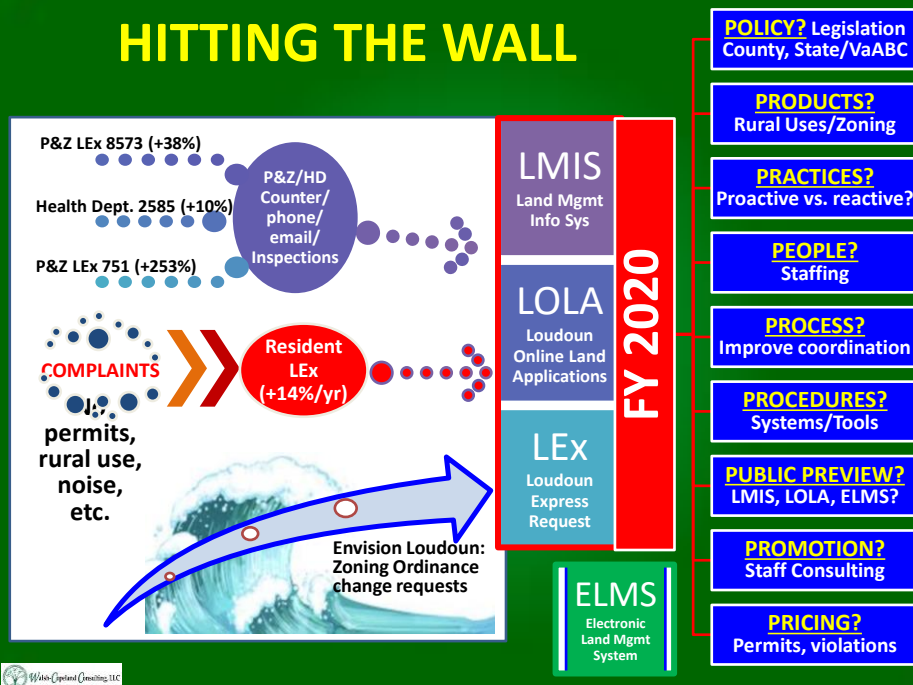 HITTING THE WALL
P&Z LEx 8573 (+38%)
Health Dept. 2585 (+10%)
P&Z LEx 751 (+253%)
P&Z/HD
Counter/
phone/
email/
Inspections
COMPLAINTS
permits,
rural use,
noise,
etc.
Resident
LEx
(+14%/yr)
Envision Loudoun:
Zoning Ordinance
change requests
LMIS
Land Mgmt
Info Sys
LOLA
Loudoun
Online Land
Applications
LEx
Loudoun
Express
Request
FY 2020
ELMS
Electronic
Land Mgmt
System
POLICY? Legislation
County, State/VaABC
PRODUCTS?
Rural Uses/Zoning
PRACTICES?
Proactive vs. reactive?
PEOPLE?
Staffing
PROCESS?
Improve coordination
PROCEDURES?
Systems/Tools
PUBLIC PREVIEW?
LMIS, LOLA, ELMS?
PROMOTION?
Staff Consulting
PRICING?
Permits, violations
Walsh-Copeland Consulting, LLC